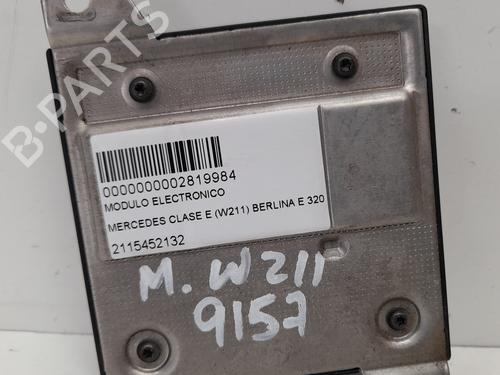 B-PARTS
0000000002819984
MODULO ELECTRONICO
MERCEDES CLASE E (W211) BERLINA E 320
2115452132
M. W211
9157